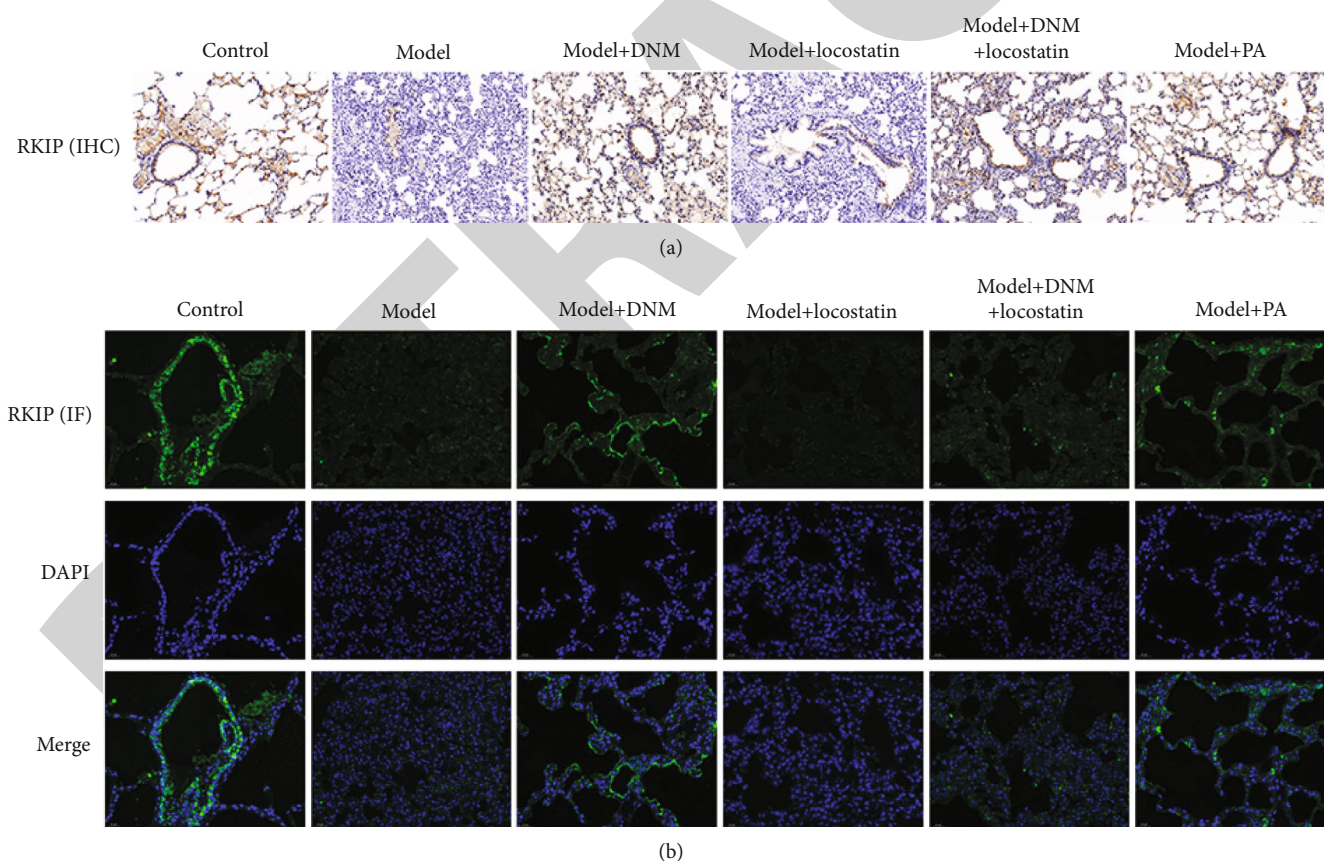 Control
Model
Model+DNM
Model+locostatin
Model+DNM
+locostatin
Model+PA
RKIP (IHC)
(a)
Control
Model
Model+DNM
Model+locostatin
Model+DNM
+locostatin
Model+PA
RKIP (IF)
DAPI
Merge
(b)